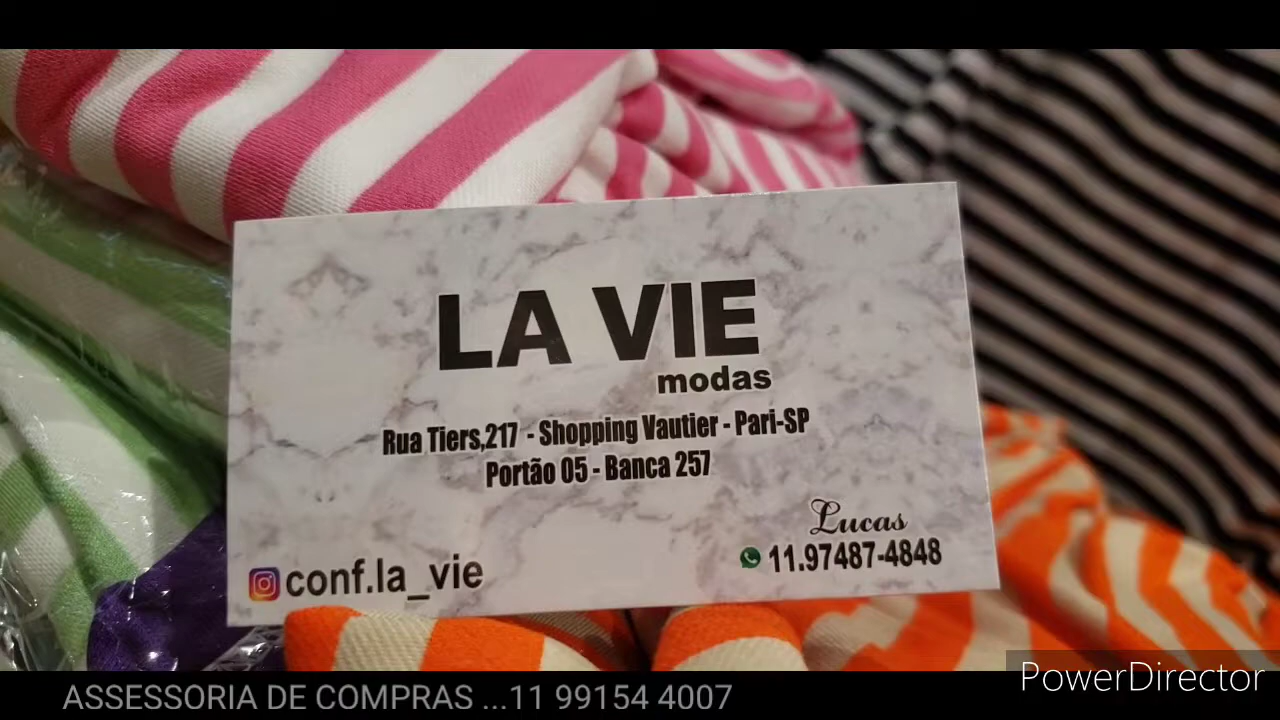 LA VIE
modas
Rua Tiers,217 - Shopping Vautier - Pari-SP
Portão 05 - Banca 257
Lucas
11.97487-4848
conf.la_vie
PowerDirector
ASSESSORIA DE COMPRAS ...11 99154 4007